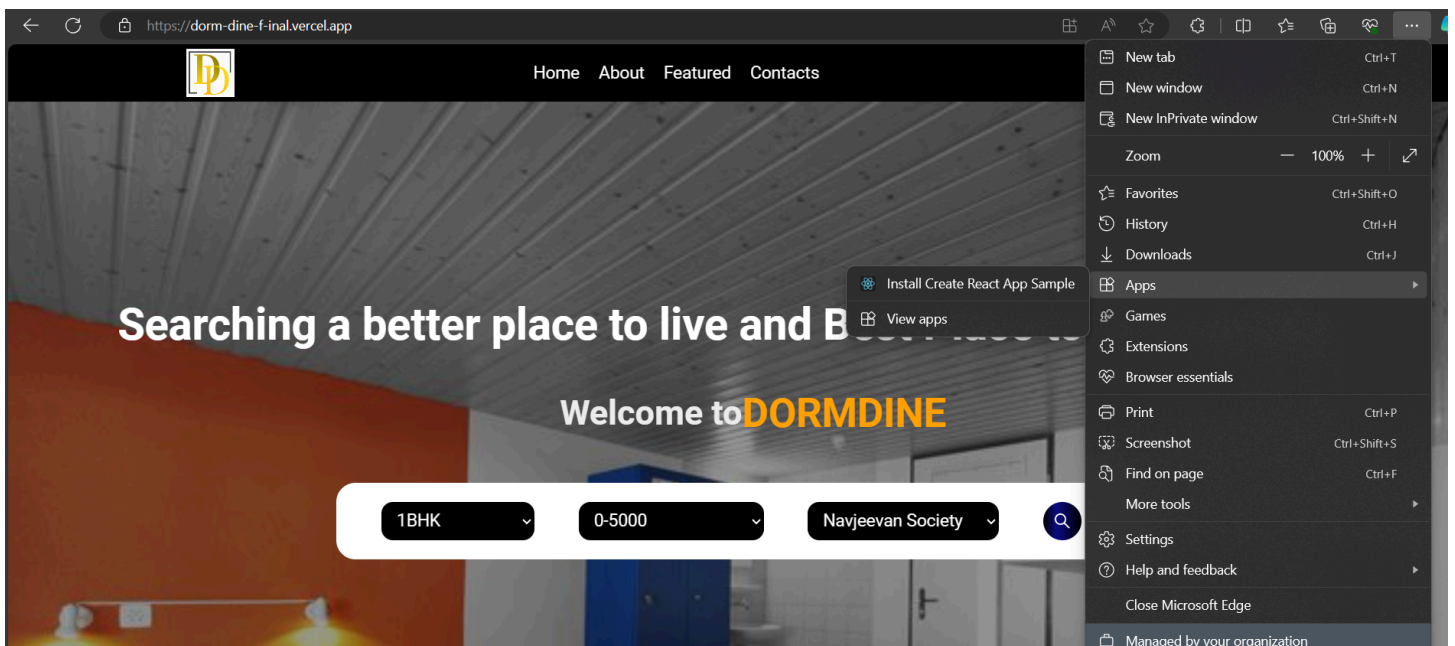 https://dorm-dine-f-inal.vercel.app
DD
Home About Featured Contacts
Searching a better place to live and
Welcome toDORMDINE
1BHK 0-5000 Navjeevan Society
Install Create React App Sample
View apps
New tab Ctrl+T
New window Ctrl+N
New InPrivate window Ctrl+Shift+N
Zoom — 100% +
Favorites Ctrl+Shift+O
History Ctrl+H
Downloads Ctrl+J
Apps
Games
Extensions
Browser essentials
Print Ctrl+P
Screenshot Ctrl+Shift+S
Find on page Ctrl+F
More tools
Settings
Help and feedback
Close Microsoft Edge
Managed by your organization